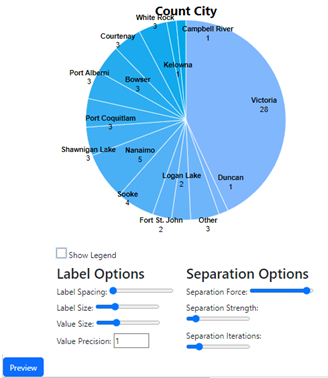 Count City
White Rock
3
Campbell River
1
Courtenay
3
Kelowna
1
Port Alberni
3
Bowser
3
Victoria
28
Port Coquitlam
3
Shawnigan Lake
3
Nanaimo
5
Logan Lake
2
Duncan
1
Sooke
4
Fort St. John
2
Other
3
Show Legend
Label Options
Separation Options
Label Spacing:
Separation Force:
Label Size:
Separation Strength:
Value Size:
Value Precision: 1
Separation Iterations:
Preview